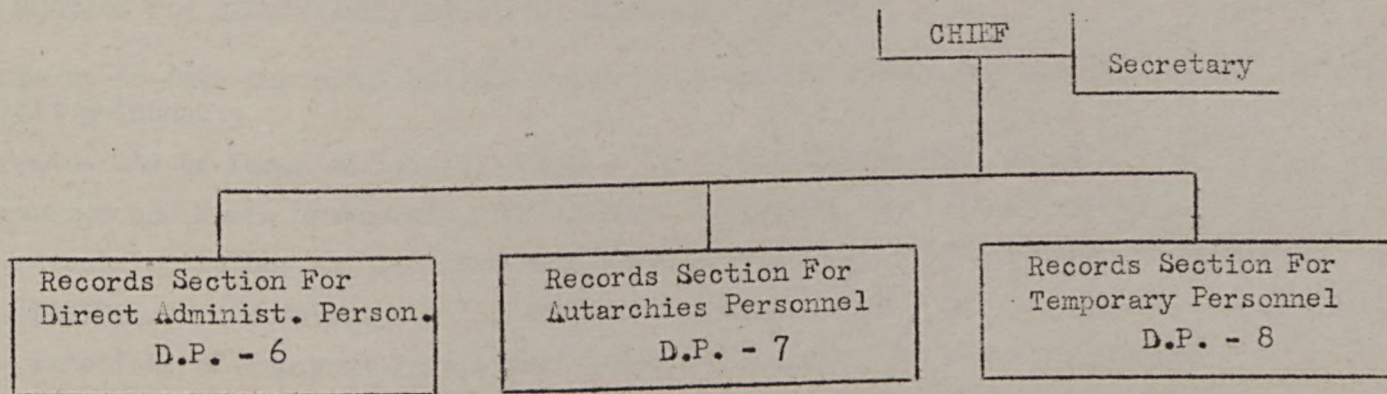 CHIEF
Secretary
Records Section For
Direct Administ. Person.
D.P. - 6
Records Section For
Autarchies Personnel
D.P. - 7
Records Section For
Temporary Personnel
D.P. - 8